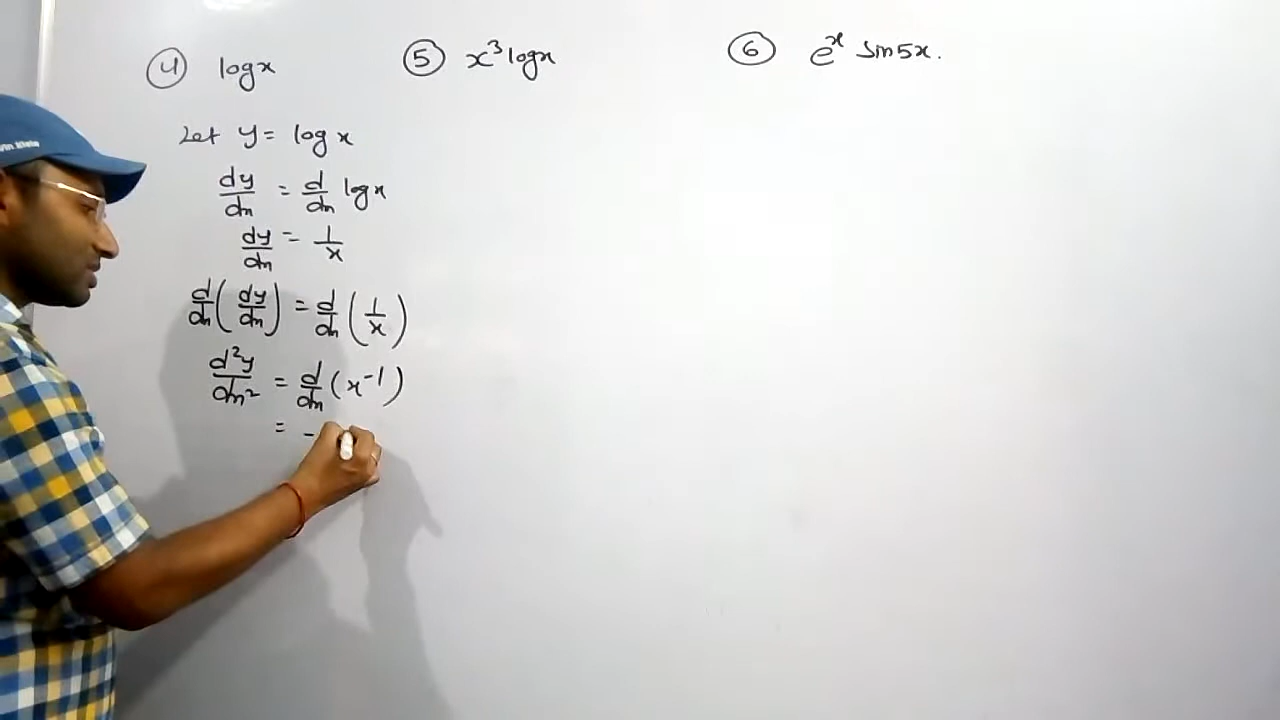 ④ log x
⑤ x³ log x
⑥ eˣ sin 5x.
Let y = log x
dy/dx = d/dx log x
dy/dx = 1/x
d/dx (dy/dx) = d/dx (1/x)
d²y/dx² = d/dx (x⁻¹)
= -